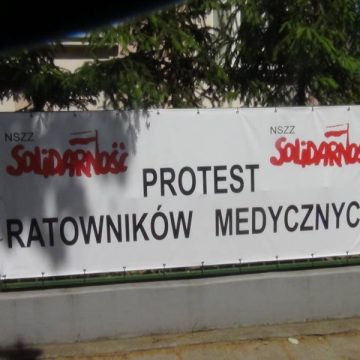 NSZZ
SOLiDARNOŚĆ
NSZZ
SOLiDARNOŚ
PROTEST
RATOWNIKÓW MEDYCZNYC